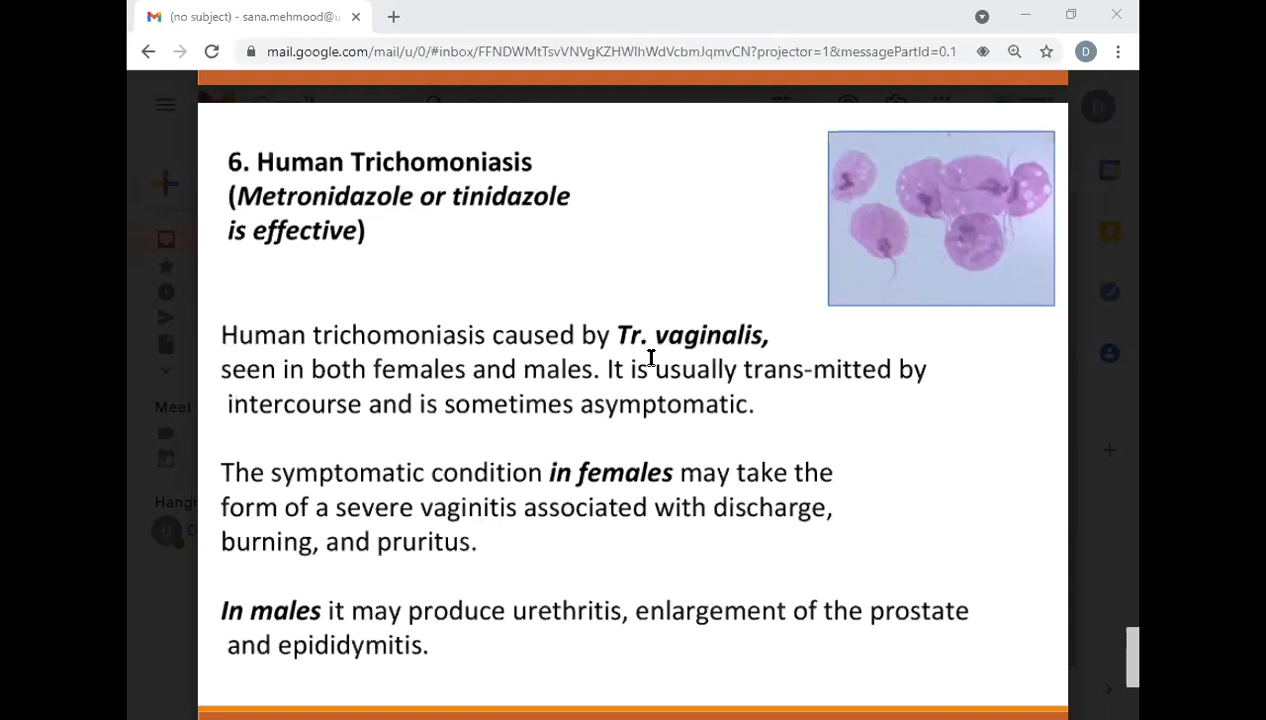 (no subject) - sana.mehmood@u
mail.google.com/mail/u/0/#inbox/FFNDWMtTsvVNVgKZHWlhWdVcbmJqmvCN?projector=1&messagePartId=0.1
D
6. Human Trichomoniasis
(Metronidazole or tinidazole
is effective)
Human trichomoniasis caused by Tr. vaginalis,
seen in both females and males. It is usually trans-mitted by
intercourse and is sometimes asymptomatic.
Meet
The symptomatic condition in females may take the
form of a severe vaginitis associated with discharge,
Hang
burning, and pruritus.
In males it may produce urethritis, enlargement of the prostate
and epididymitis.